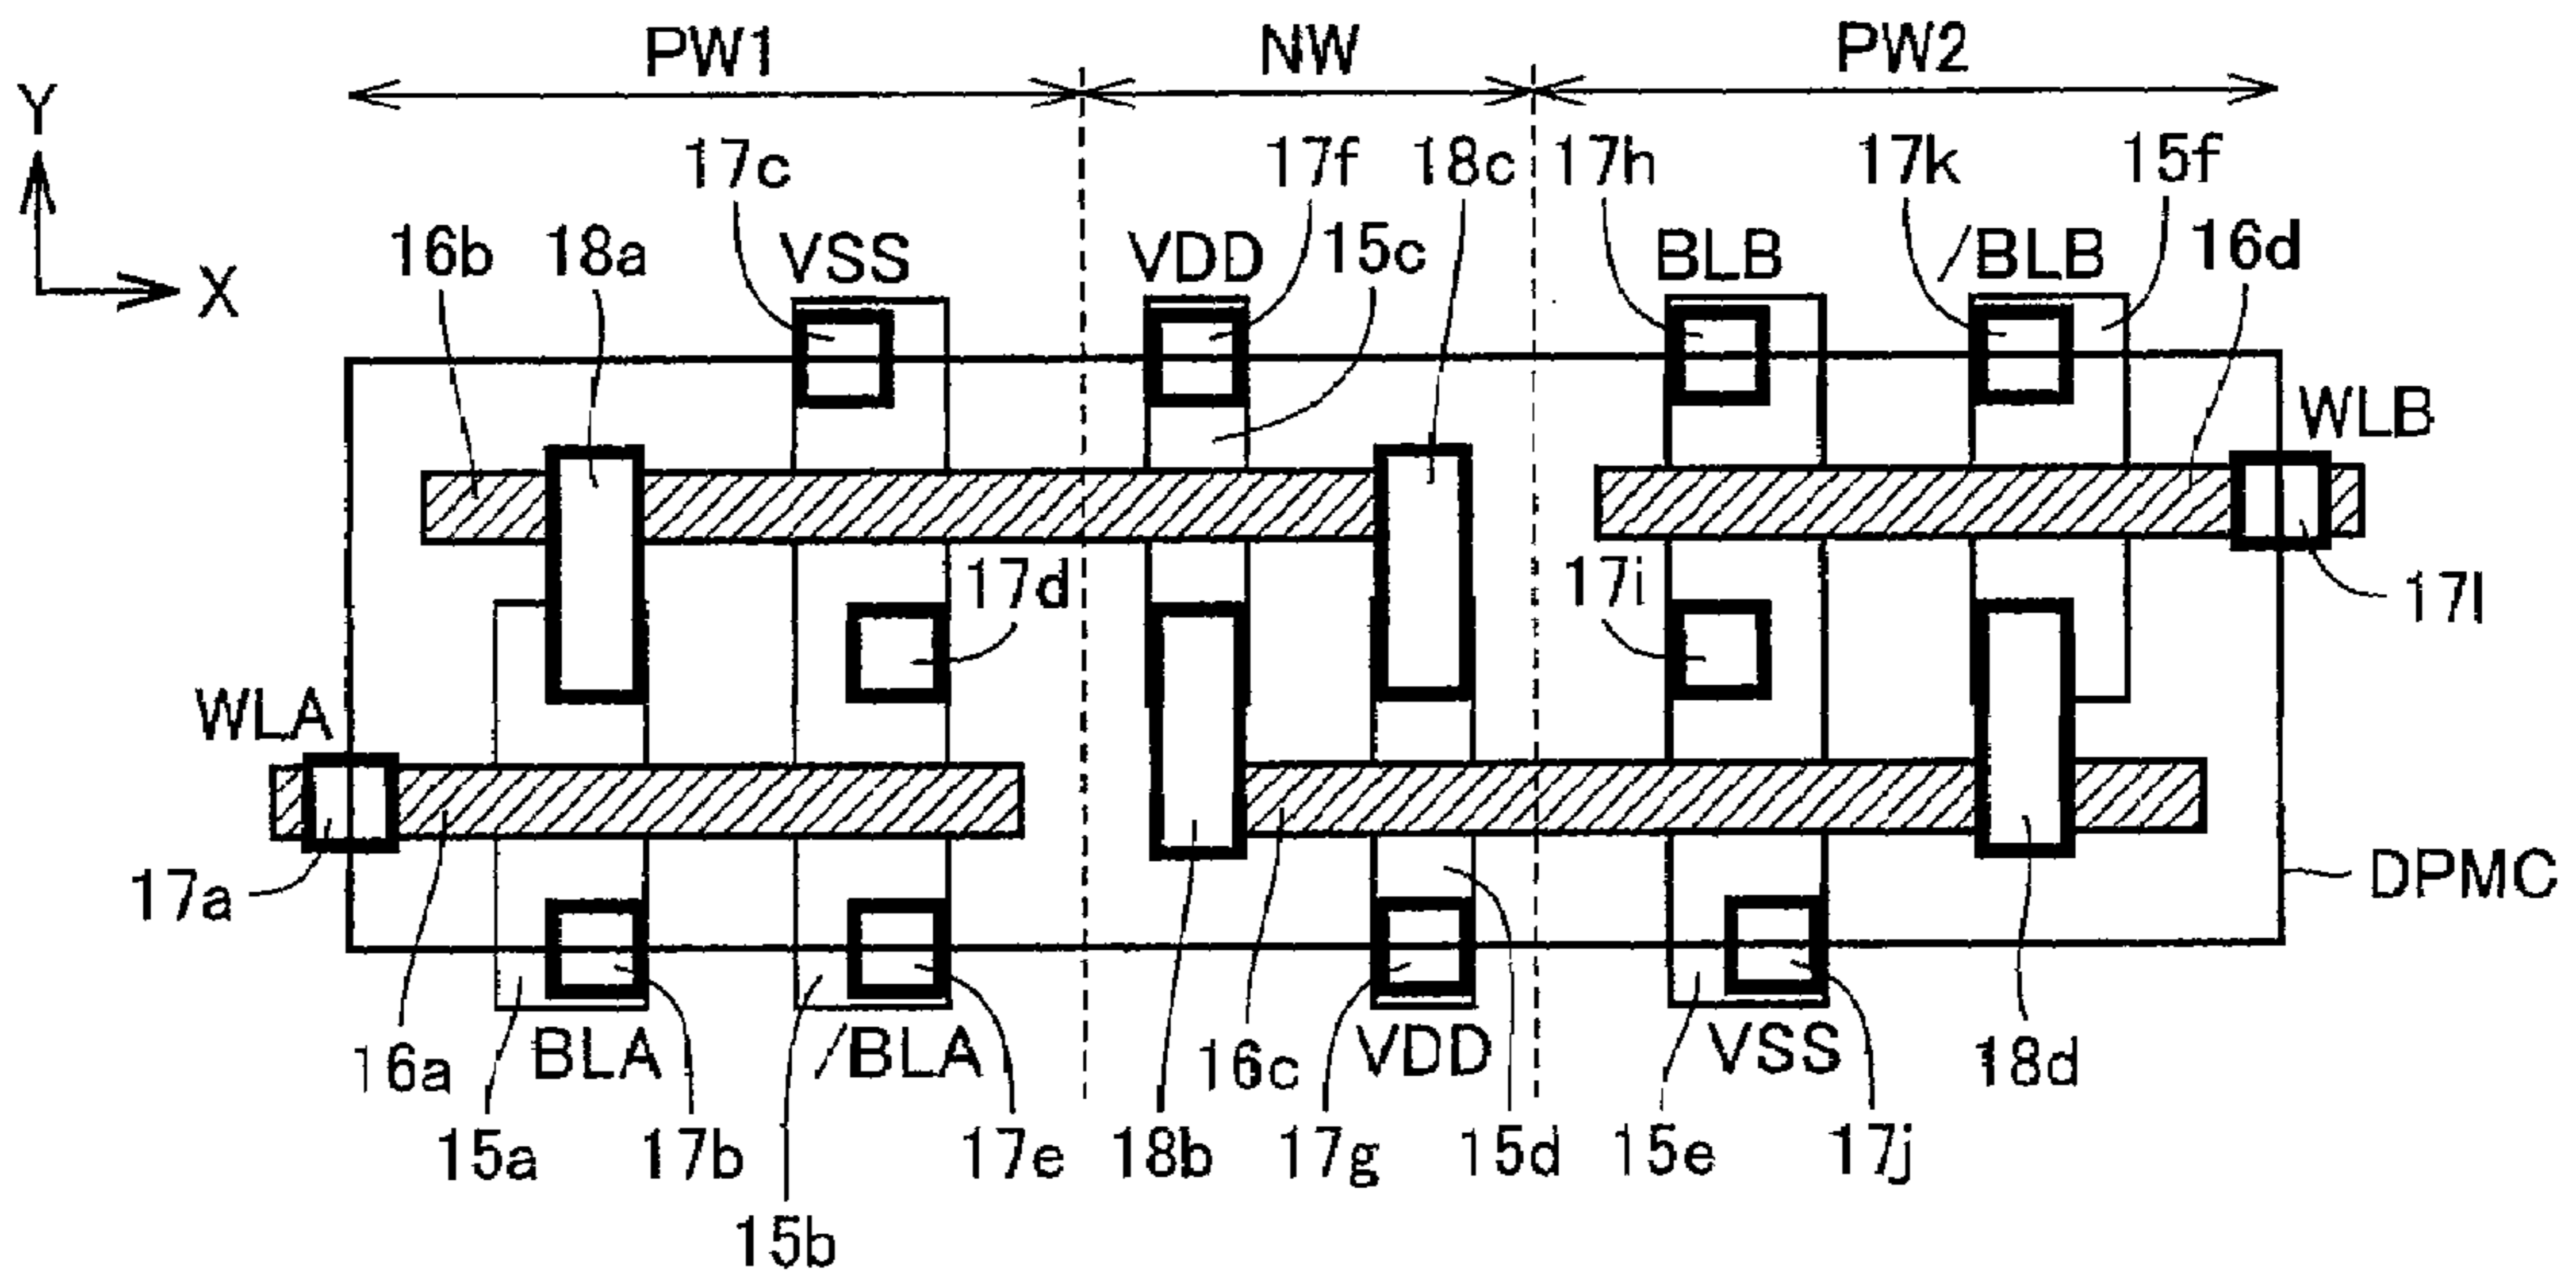 PW1 NW PW2
Y
17c 17f 18c 17h 17k 15f
16b 18a VSS VDD 15c BLB /BLB 16d
X
WLB
17d 17i 17l
WLA
17a DPMC
16a BLA /BLA 16c VDD VSS 18d
15a 17b 17e 18b 17g 15d 15e 17j
15b